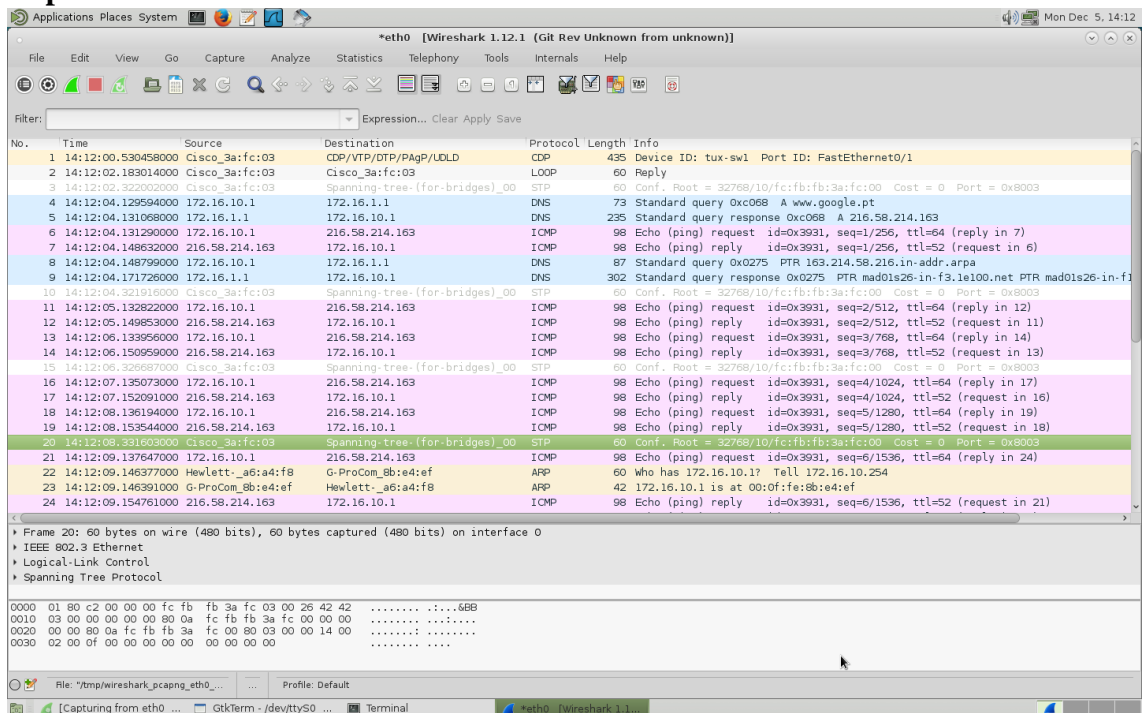 Applications Places System Mon Dec 5, 14:12
*eth0 [Wireshark 1.12.1 (Git Rev Unknown from unknown)]
File Edit View Go Capture Analyze Statistics Telephony Tools Internals Help
Filter: Expression... Clear Apply Save
No. Time Source Destination Protocol Length Info
1 14:12:00.530458000 Cisco_3a:fc:03 CDP/VTP/DTP/PAgP/UDLD CDP 435 Device ID: tux-sw1 Port ID: FastEthernet0/1
2 14:12:02.183014000 Cisco_3a:fc:03 Cisco_3a:fc:03 LOOP 60 Reply
3 14:12:02.322002000 Cisco_3a:fc:03 Spanning-tree-(for-bridges)_00 STP 60 Conf. Root = 32768/10/fc:fb:fb:3a:fc:00 Cost = 0 Port = 0x8003
4 14:12:04.129594000 172.16.10.1 172.16.1.1 DNS 73 Standard query 0xc068 A www.google.pt
5 14:12:04.131068000 172.16.1.1 172.16.10.1 DNS 235 Standard query response 0xc068 A 216.58.214.163
6 14:12:04.131290000 172.16.10.1 216.58.214.163 ICMP 98 Echo (ping) request id=0x3931, seq=1/256, ttl=64 (reply in 7)
7 14:12:04.148632000 216.58.214.163 172.16.10.1 ICMP 98 Echo (ping) reply id=0x3931, seq=1/256, ttl=52 (request in 6)
8 14:12:04.148799000 172.16.10.1 172.16.1.1 DNS 87 Standard query 0x0275 PTR 163.214.58.216.in-addr.arpa
9 14:12:04.171726000 172.16.1.1 172.16.10.1 DNS 302 Standard query response 0x0275 PTR mad01s26-in-f3.1e100.net PTR mad01s26-in-f1
10 14:12:04.321916000 Cisco_3a:fc:03 Spanning-tree-(for-bridges)_00 STP 60 Conf. Root = 32768/10/fc:fb:fb:3a:fc:00 Cost = 0 Port = 0x8003
11 14:12:05.132822000 172.16.10.1 216.58.214.163 ICMP 98 Echo (ping) request id=0x3931, seq=2/512, ttl=64 (reply in 12)
12 14:12:05.149853000 216.58.214.163 172.16.10.1 ICMP 98 Echo (ping) reply id=0x3931, seq=2/512, ttl=52 (request in 11)
13 14:12:06.133956000 172.16.10.1 216.58.214.163 ICMP 98 Echo (ping) request id=0x3931, seq=3/768, ttl=64 (reply in 14)
14 14:12:06.150959000 216.58.214.163 172.16.10.1 ICMP 98 Echo (ping) reply id=0x3931, seq=3/768, ttl=52 (request in 13)
15 14:12:06.326687000 Cisco_3a:fc:03 Spanning-tree-(for-bridges)_00 STP 60 Conf. Root = 32768/10/fc:fb:fb:3a:fc:00 Cost = 0 Port = 0x8003
16 14:12:07.135073000 172.16.10.1 216.58.214.163 ICMP 98 Echo (ping) request id=0x3931, seq=4/1024, ttl=64 (reply in 17)
17 14:12:07.152091000 216.58.214.163 172.16.10.1 ICMP 98 Echo (ping) reply id=0x3931, seq=4/1024, ttl=52 (request in 16)
18 14:12:08.136194000 172.16.10.1 216.58.214.163 ICMP 98 Echo (ping) request id=0x3931, seq=5/1280, ttl=64 (reply in 19)
19 14:12:08.153544000 216.58.214.163 172.16.10.1 ICMP 98 Echo (ping) reply id=0x3931, seq=5/1280, ttl=52 (request in 18)
20 14:12:08.331603000 Cisco_3a:fc:03 Spanning-tree-(for-bridges)_00 STP 60 Conf. Root = 32768/10/fc:fb:fb:3a:fc:00 Cost = 0 Port = 0x8003
21 14:12:09.137647000 172.16.10.1 216.58.214.163 ICMP 98 Echo (ping) request id=0x3931, seq=6/1536, ttl=64 (reply in 24)
22 14:12:09.146377000 Hewlett-_a6:a4:f8 G-ProCom_8b:e4:ef ARP 60 Who has 172.16.10.1? Tell 172.16.10.254
23 14:12:09.146391000 G-ProCom_8b:e4:ef Hewlett-_a6:a4:f8 ARP 42 172.16.10.1 is at 00:0f:fe:8b:e4:ef
24 14:12:09.154761000 216.58.214.163 172.16.10.1 ICMP 98 Echo (ping) reply id=0x3931, seq=6/1536, ttl=52 (request in 21)
Frame 20: 60 bytes on wire (480 bits), 60 bytes captured (480 bits) on interface 0
IEEE 802.3 Ethernet
Logical-Link Control
Spanning Tree Protocol
0000 01 80 c2 00 00 00 fc fb fb 3a fc 03 00 26 42 42 ........ .:...&BB
0010 03 00 00 00 00 00 80 0a fc fb fb 3a fc 00 00 00 ........ ...:....
0020 00 00 80 0a fc fb fb 3a fc 00 80 03 00 00 14 00 .......: ........
0030 02 00 0f 00 00 00 00 00 00 00 00 00 ........ ....
File: "/tmp/wireshark_pcapng_eth0_... ... Profile: Default
[Capturing from eth0 ... GtkTerm - /dev/ttyS0 ... Terminal *eth0 [Wireshark 1.1...